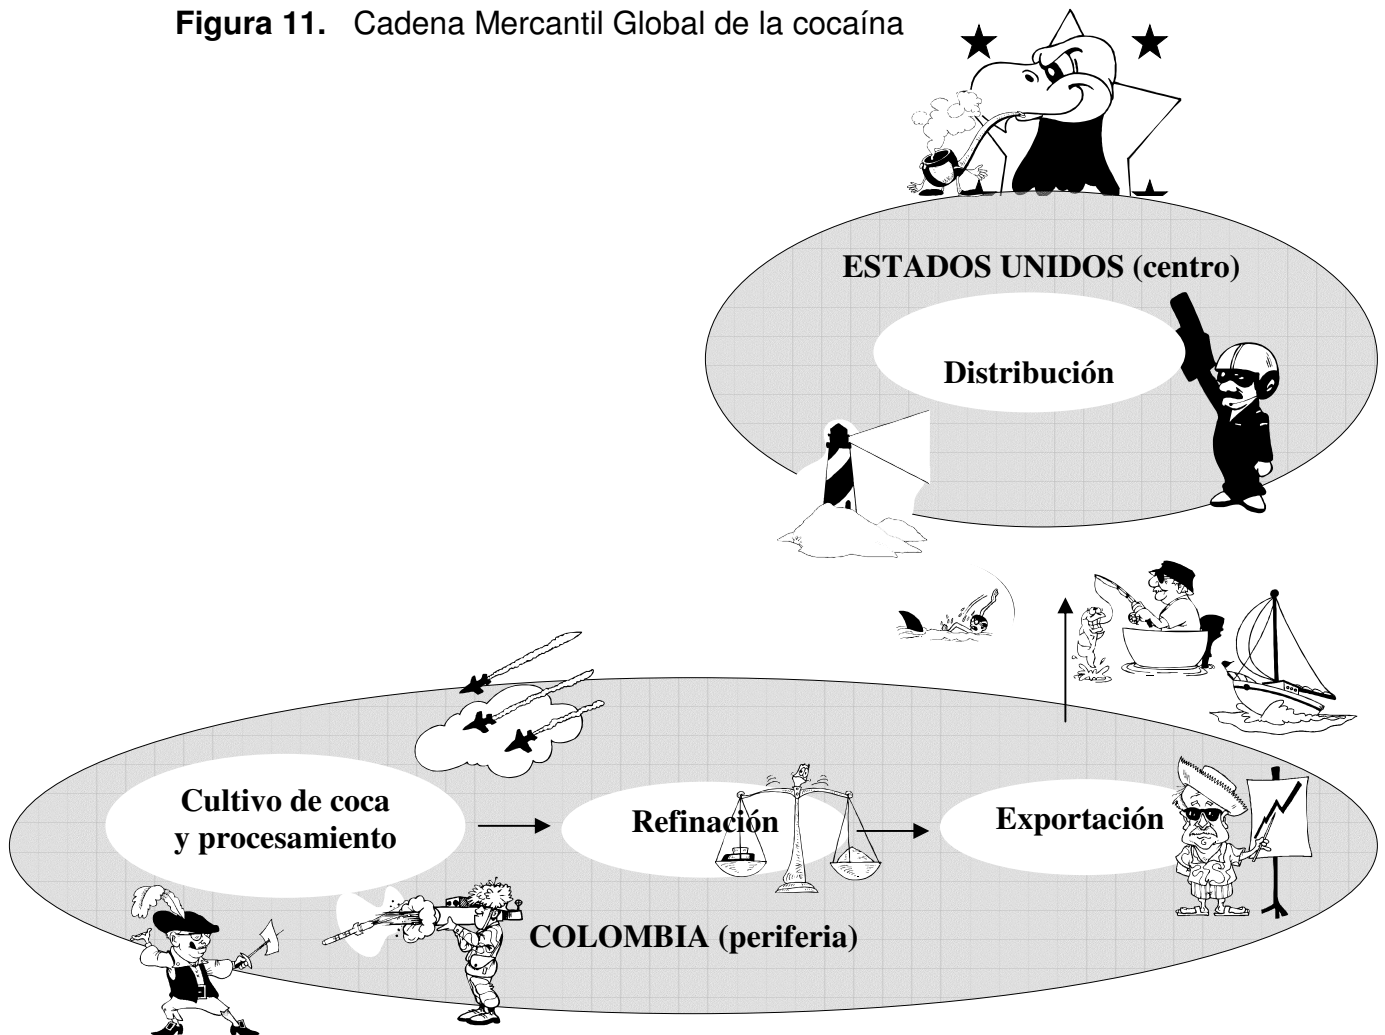 Figura 11. Cadena Mercantil Global de la cocaína
ESTADOS UNIDOS (centro)
Distribución
Cultivo de coca
y procesamiento
Refinación
Exportación
COLOMBIA (periferia)